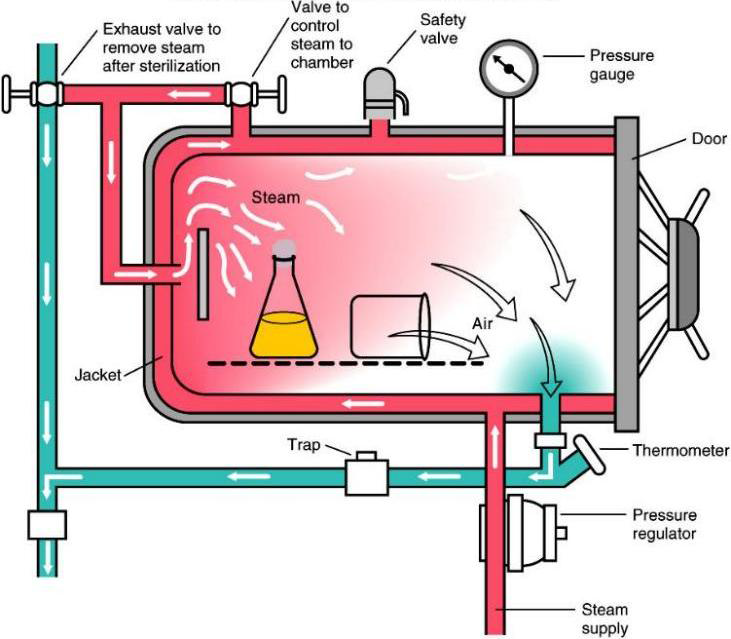 Exhaust valve to
remove steam
after sterilization
Valve to
control
steam to
chamber
Safety
valve
Pressure
gauge
Door
Steam
Air
Jacket
Trap
Thermometer
Pressure
regulator
Steam
supply